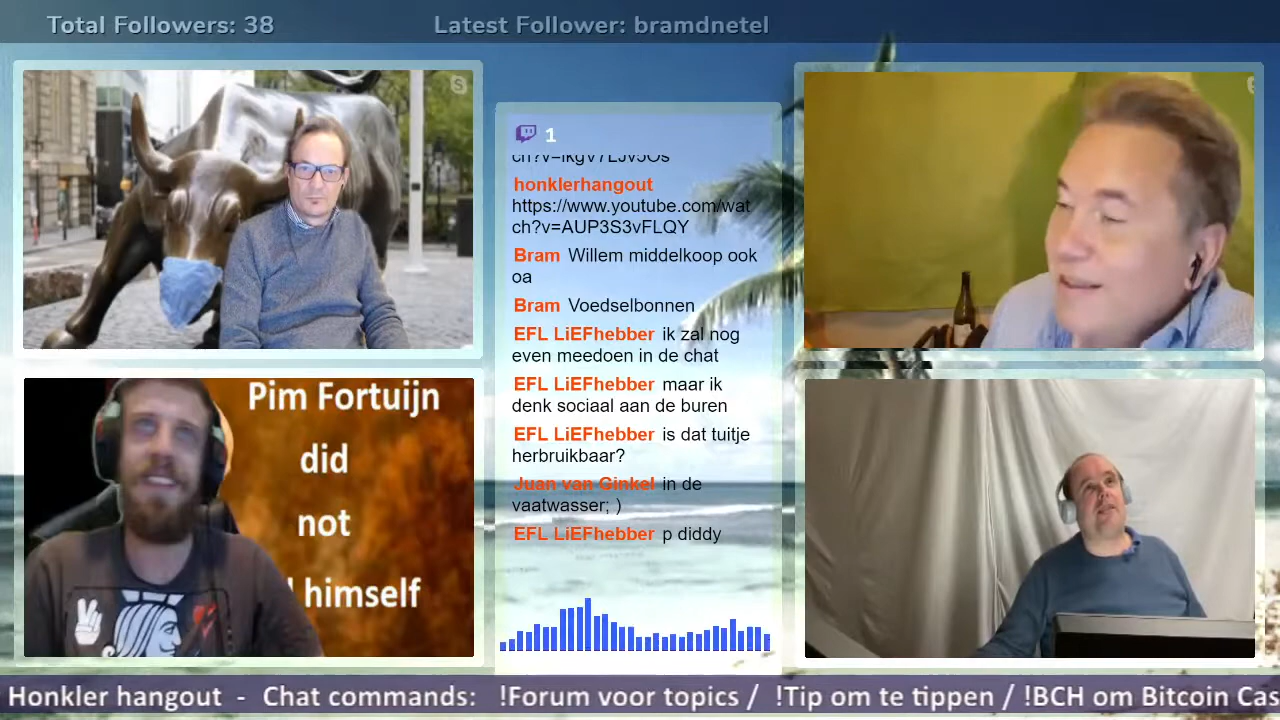 Total Followers: 38
Latest Follower: bramdnetel
1
honklerhangout
https://www.youtube.com/wat
ch?v=AUP3S3vFLQY
Bram Willem middelkoop ook
oa
Bram Voedselbonnen
EFL LiEFhebber ik zal nog
even meedoen in de chat
EFL LiEFhebber maar ik
denk sociaal aan de buren
EFL LiEFhebber is dat tuitje
herbruikbaar?
Juan van Ginkel in de
vaatwasser; )
EFL LiEFhebber p diddy
Pim Fortuijn
did
not
himself
Honkler hangout - Chat commands: !Forum voor topics / !Tip om te tippen / !BCH om Bitcoin Cas